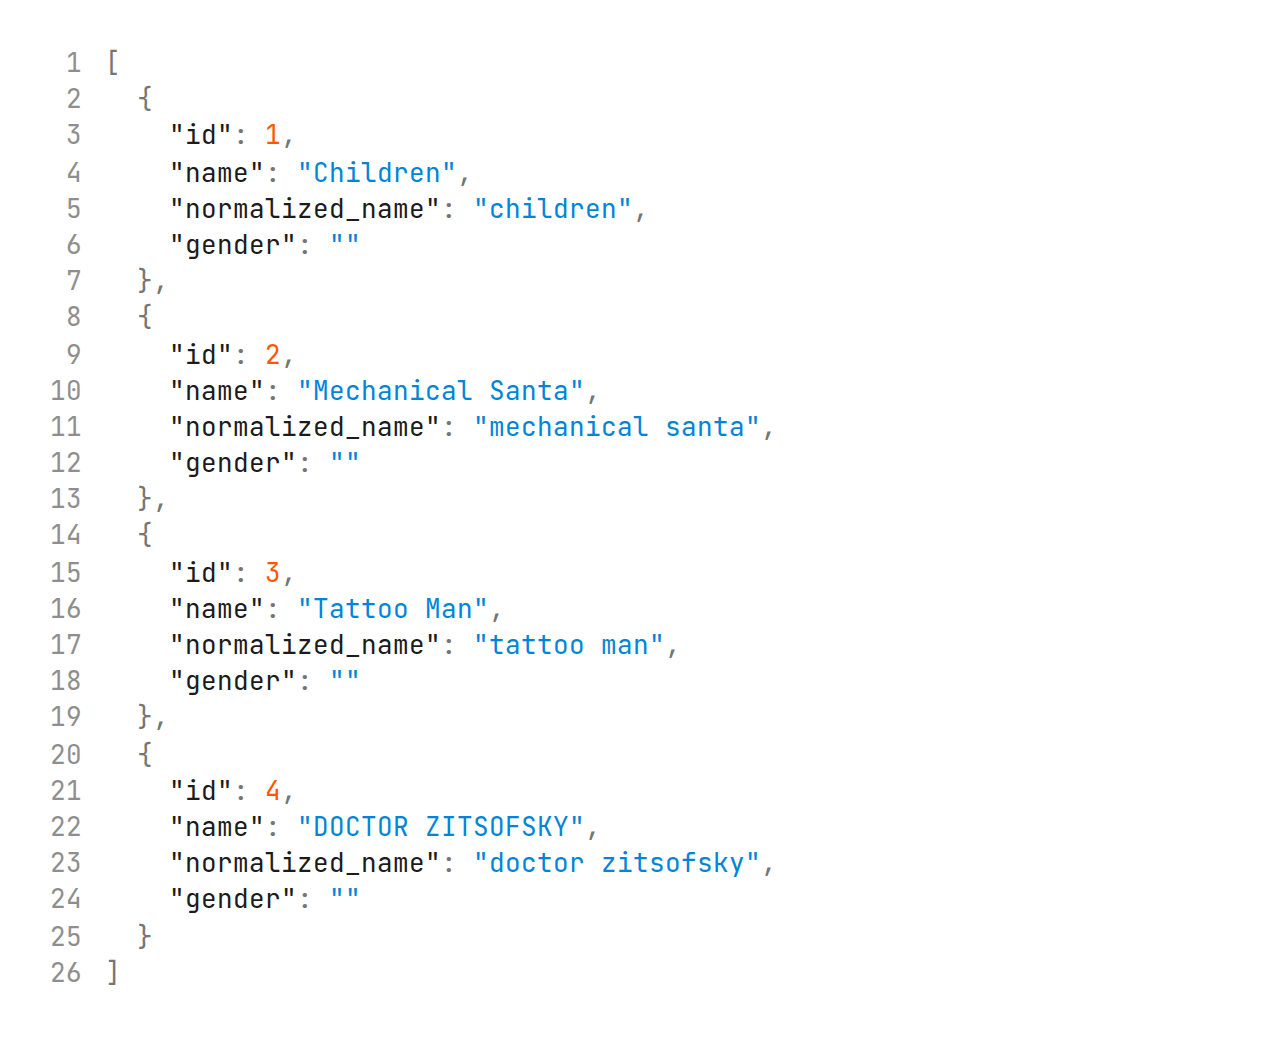 1 [
2   {
3     "id": 1,
4     "name": "Children",
5     "normalized_name": "children",
6     "gender": ""
7   },
8   {
9     "id": 2,
10     "name": "Mechanical Santa",
11     "normalized_name": "mechanical santa",
12     "gender": ""
13   },
14   {
15     "id": 3,
16     "name": "Tattoo Man",
17     "normalized_name": "tattoo man",
18     "gender": ""
19   },
20   {
21     "id": 4,
22     "name": "DOCTOR ZITSOFSKY",
23     "normalized_name": "doctor zitsofsky",
24     "gender": ""
25   }
26 ]